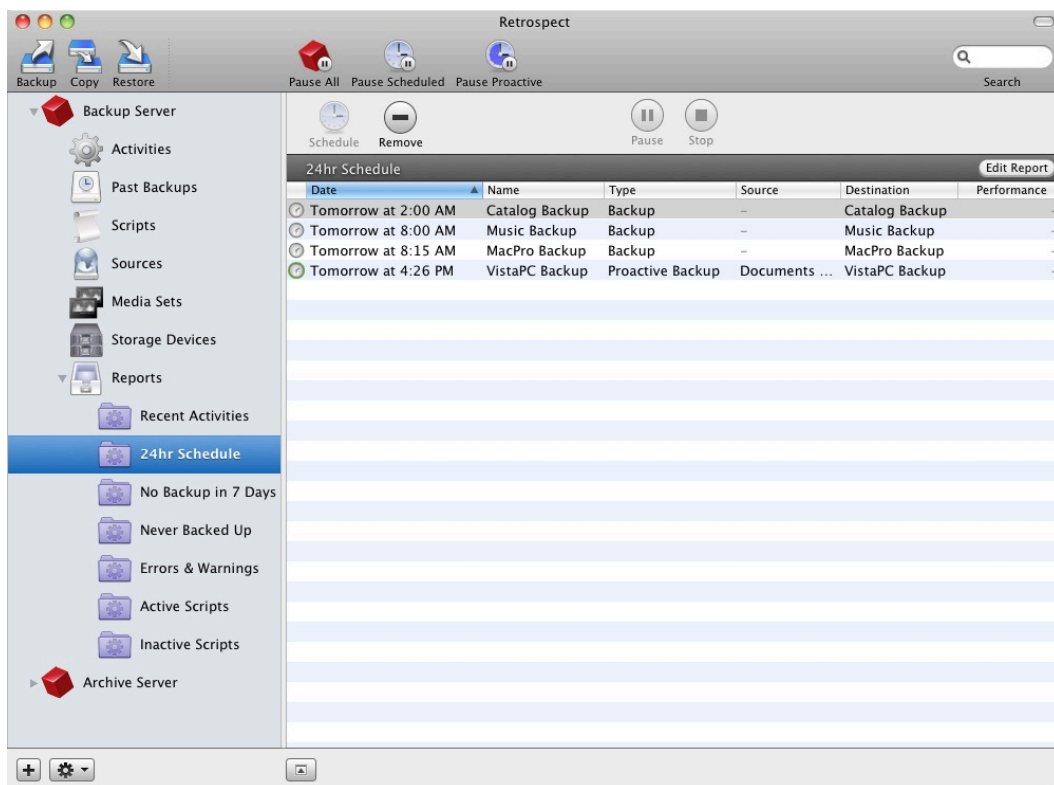 Retrospect
Backup Copy Restore Pause All Pause Scheduled Pause Proactive Search
Backup Server
Activities
Past Backups
Scripts
Sources
Media Sets
Storage Devices
Reports
Recent Activities
24hr Schedule
No Backup in 7 Days
Never Backed Up
Errors & Warnings
Active Scripts
Inactive Scripts
Archive Server
Schedule Remove Pause Stop
24hr Schedule Edit Report
Date Name Type Source Destination Performance
Tomorrow at 2:00 AM Catalog Backup Backup – Catalog Backup -
Tomorrow at 8:00 AM Music Backup Backup – Music Backup -
Tomorrow at 8:15 AM MacPro Backup Backup – MacPro Backup -
Tomorrow at 4:26 PM VistaPC Backup Proactive Backup Documents ... VistaPC Backup -